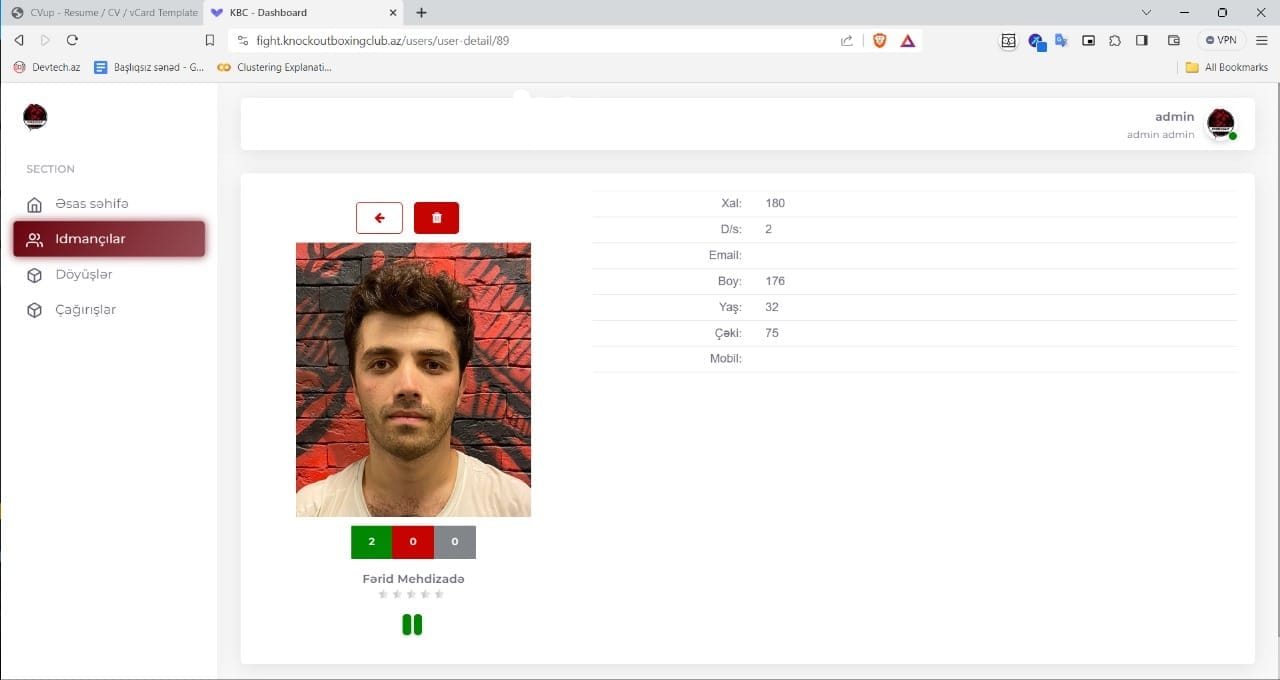 CVup - Resume / CV / vCard Template
KBC - Dashboard
fight.knockoutboxingclub.az/users/user-detail/89
VPN
Devtech.az
Başlıqsız sənəd - G...
Clustering Explanati...
All Bookmarks
admin
admin admin
SECTION
Əsas səhifə
Idmançılar
Döyüşlər
Çağırışlar
Xal: 180
D/s: 2
Email:
Boy: 176
Yaş: 32
Çəki: 75
Mobil:
2 0 0
Fərid Mehdizadə